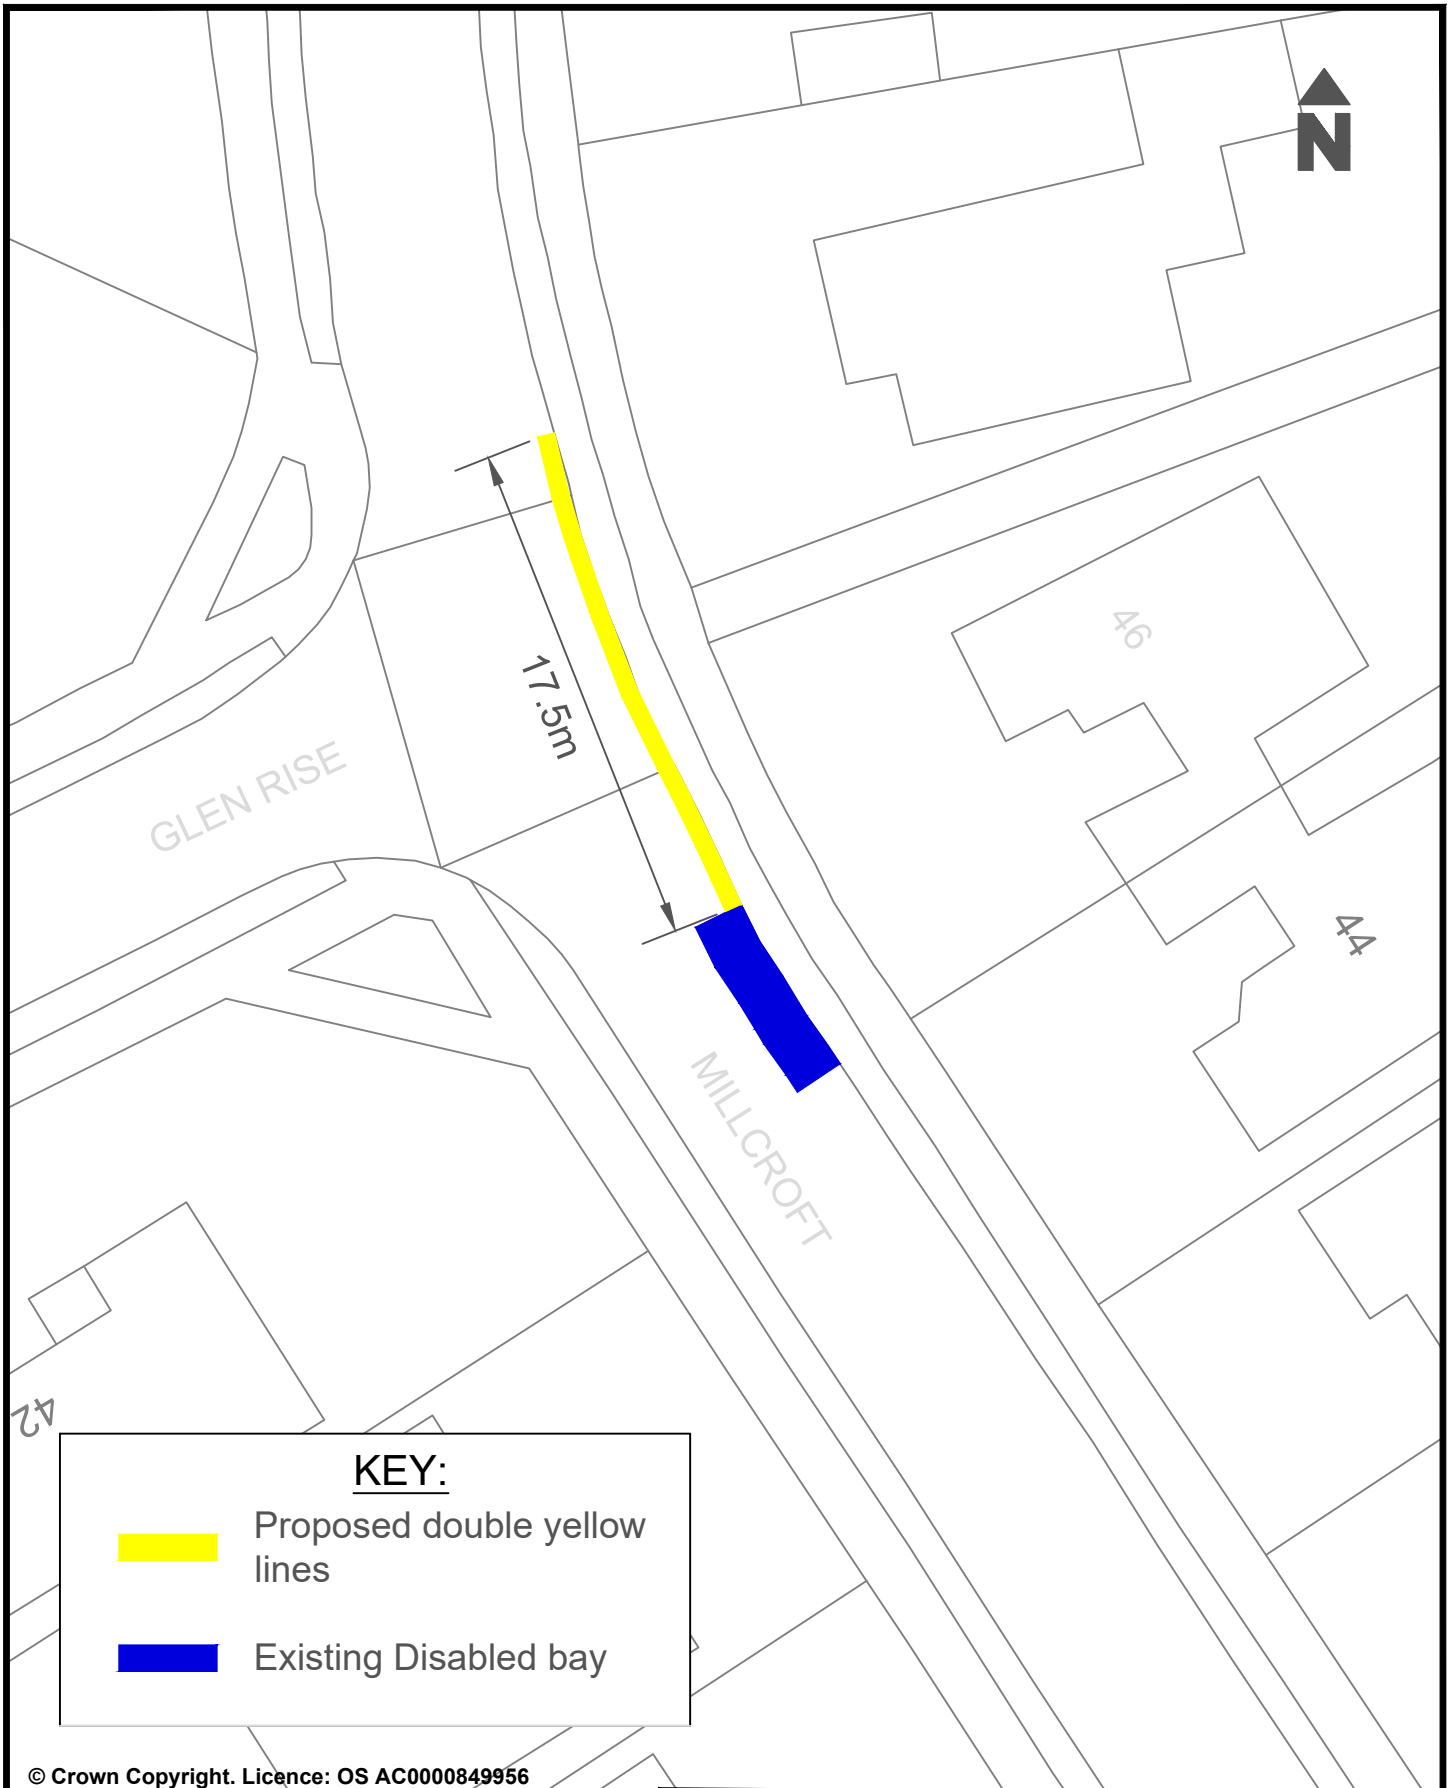 N
46
17.5m
GLEN RISE
44
MILLCROFT
42
KEY:
Proposed double yellow
lines
Existing Disabled bay
© Crown Copyright. Licence: OS AC0000849956